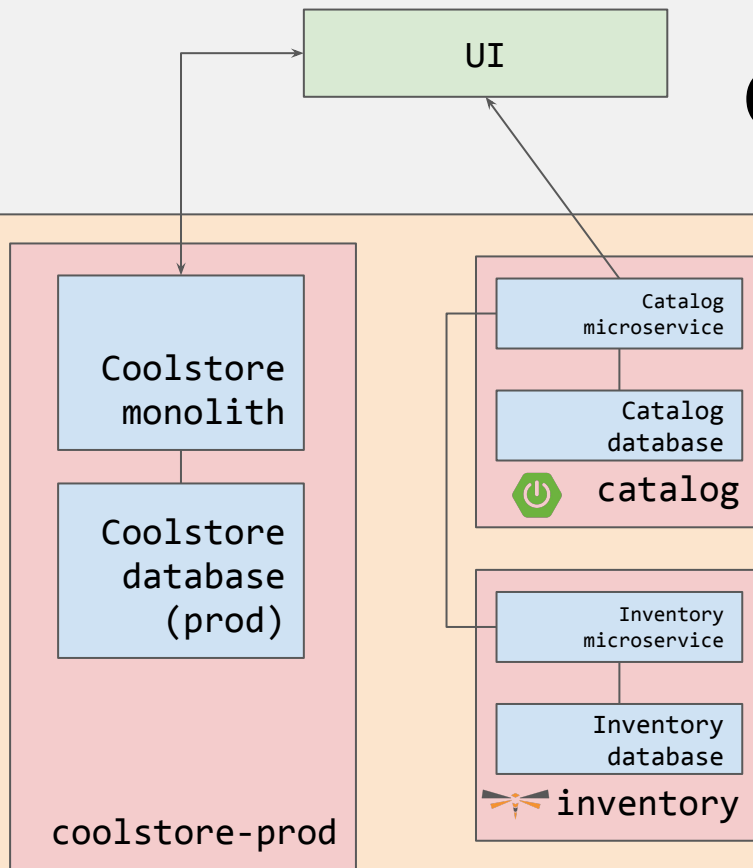 UI
Coolstore
monolith
Coolstore
database
(prod)
coolstore-prod
Catalog
microservice
Catalog
database
catalog
Inventory
microservice
Inventory
database
inventory